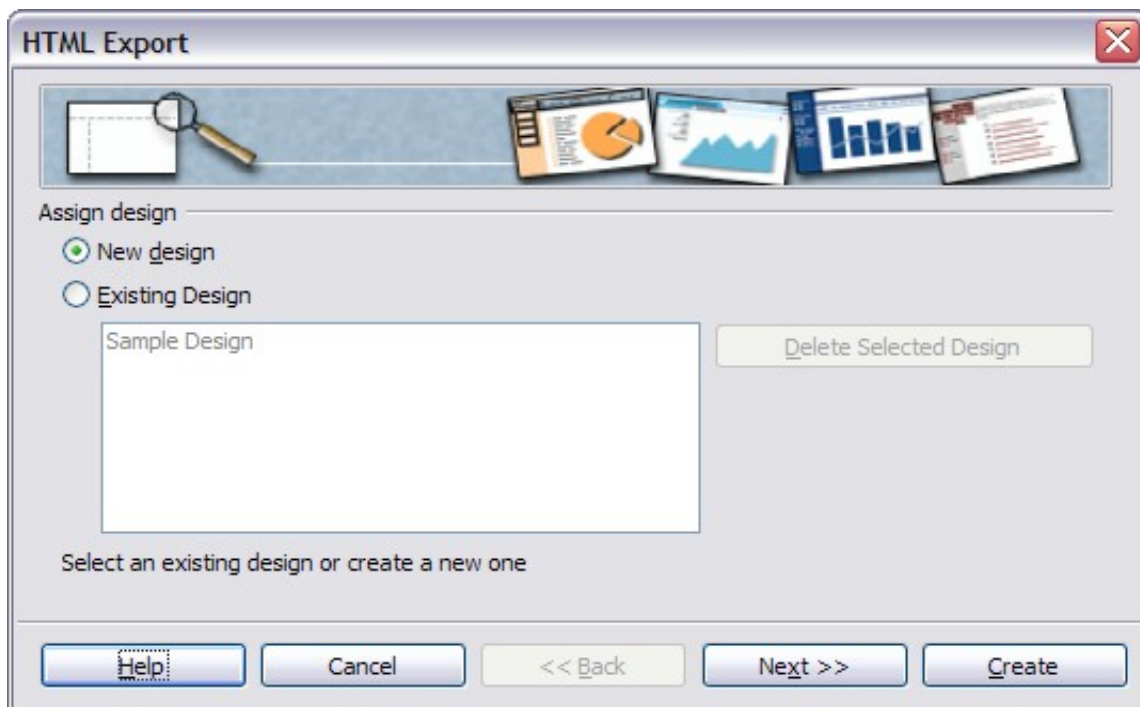 HTML Export
Assign design
New design
Existing Design
Sample Design
Delete Selected Design
Select an existing design or create a new one
Help
Cancel
<< Back
Next >>
Create